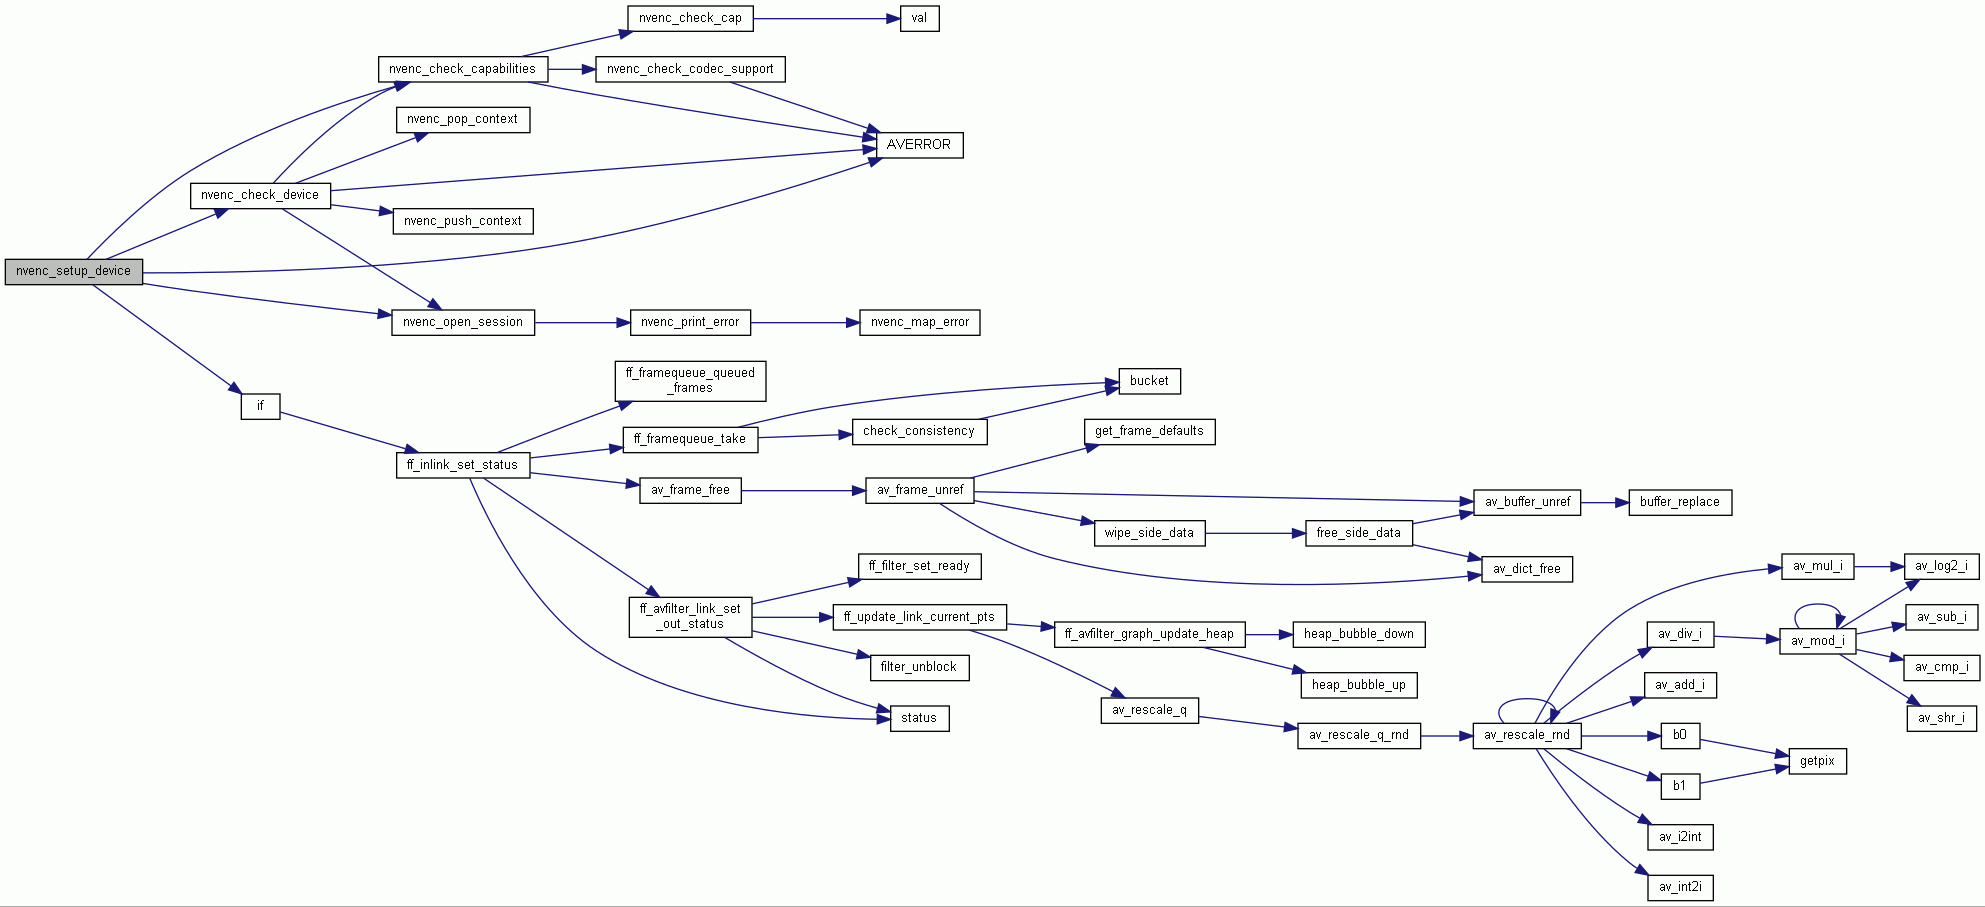 nvenc_check_cap
val
nvenc_check_capabilities
nvenc_check_codec_support
nvenc_pop_context
AVERROR
nvenc_check_device
nvenc_push_context
nvenc_setup_device
nvenc_open_session
nvenc_print_error
nvenc_map_error
ff_framequeue_queued
_frames
bucket
if
ff_framequeue_take
check_consistency
get_frame_defaults
ff_inlink_set_status
av_frame_free
av_frame_unref
av_buffer_unref
buffer_replace
wipe_side_data
free_side_data
av_dict_free
ff_filter_set_ready
av_mul_i
av_log2_i
ff_avfilter_link_set
_out_status
ff_update_link_current_pts
ff_avfilter_graph_update_heap
heap_bubble_down
av_div_i
av_mod_i
av_sub_i
filter_unblock
av_cmp_i
heap_bubble_up
av_add_i
status
av_rescale_q
av_shr_i
av_rescale_q_rnd
av_rescale_rnd
b0
getpix
b1
av_i2int
av_int2i